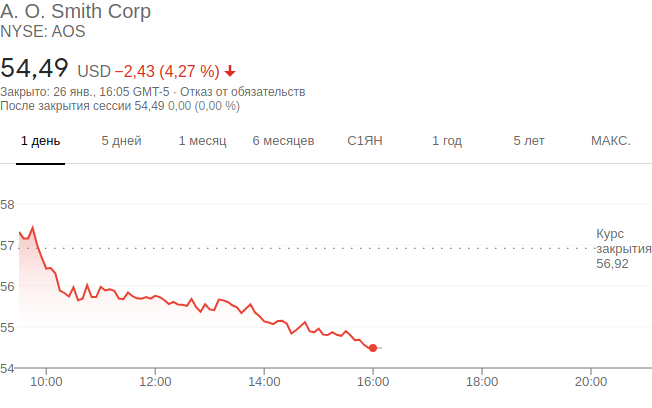 A. O. Smith Corp
NYSE: AOS
54,49 USD −2,43 (4,27 %)
Закрыто: 26 янв., 16:05 GMT-5 · Отказ от обязательств
После закрытия сессии 54,49 0,00 (0,00 %)
1 день 5 дней 1 месяц 6 месяцев С1ЯН 1 год 5 лет МАКС.
58
57
56
55
54
Курс
закрытия
56,92
10:00 12:00 14:00 16:00 18:00 20:00